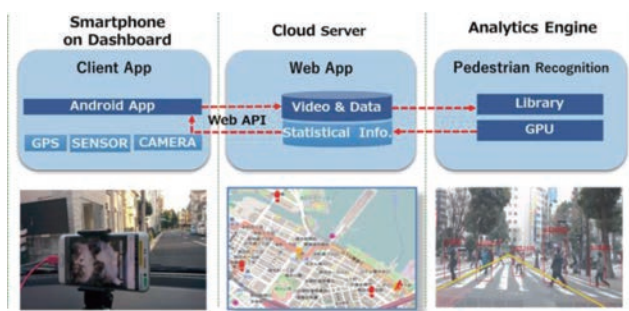 Smartphone
on Dashboard
Cloud Server
Analytics Engine
Client App
Web App
Pedestrian Recognition
Android App
Video & Data
Library
Web API
Statistical Info.
GPU
GPS
SENSOR
CAMERA